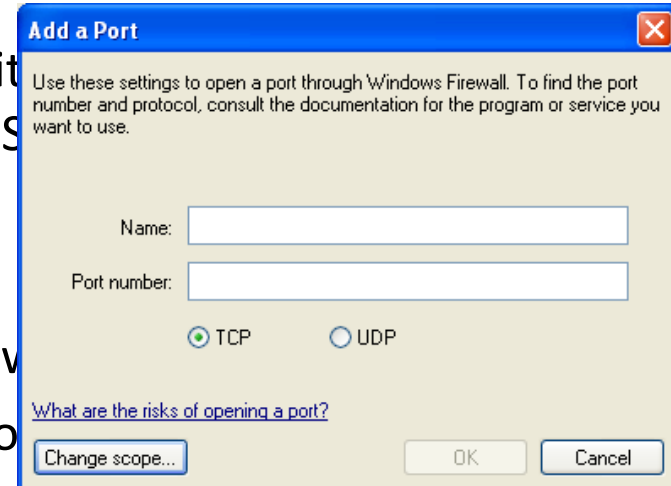 Add a Port
it
Use these settings to open a port through Windows Firewall. To find the port
number and protocol, consult the documentation for the program or service you
want to use.
S
Name:
Port number:
TCP UDP
What are the risks of opening a port?
Change scope... OK Cancel